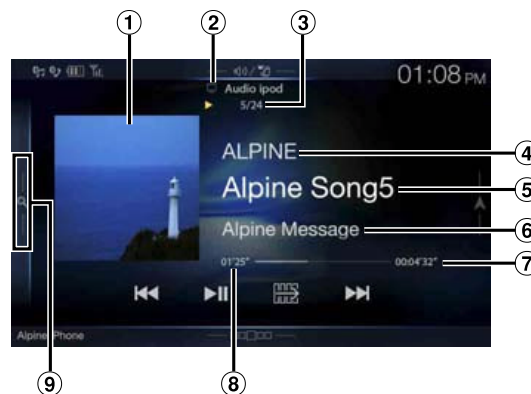 1
2
3
01:08 PM
Audio ipod
5/24
ALPINE
4
Alpine Song5
5
Alpine Message
6
01'25"
00:04'32"
7
Alpine Phone
9
8